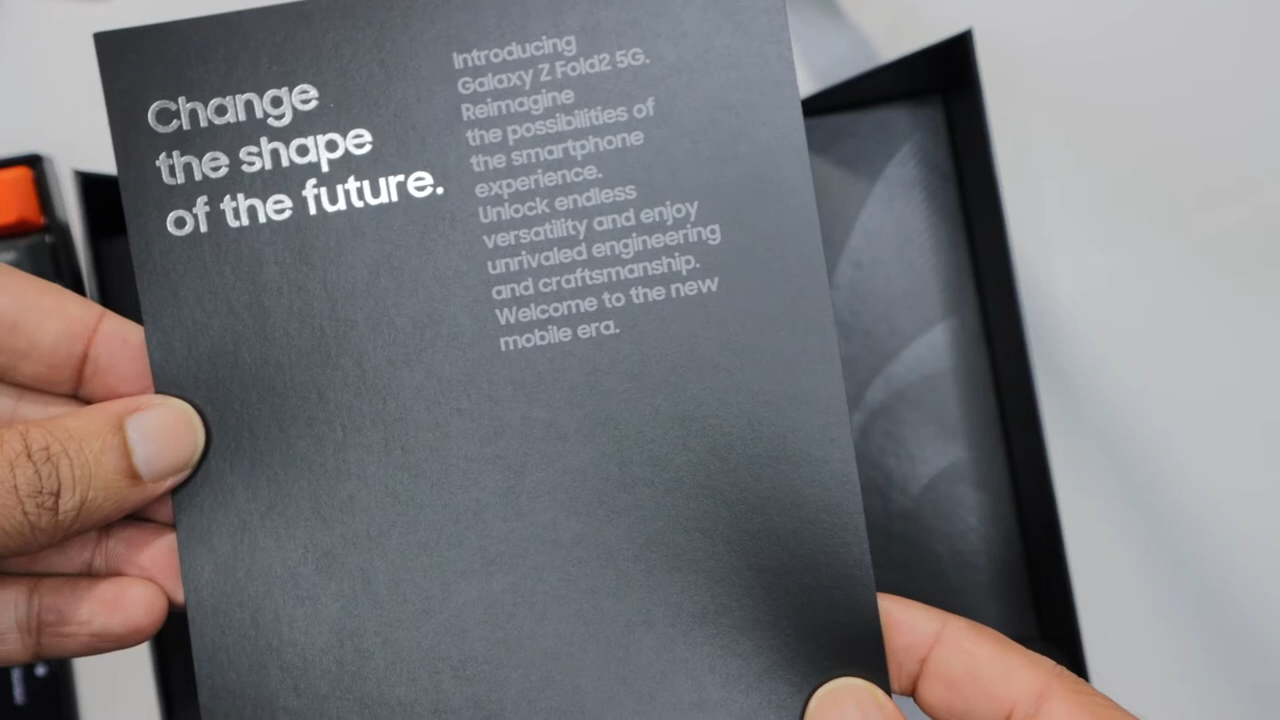 Change
the shape
of the future.
Introducing
Galaxy Z Fold2 5G.
Reimagine
the possibilities of
the smartphone
experience.
Unlock endless
versatility and enjoy
unrivaled engineering
and craftsmanship.
Welcome to the new
mobile era.